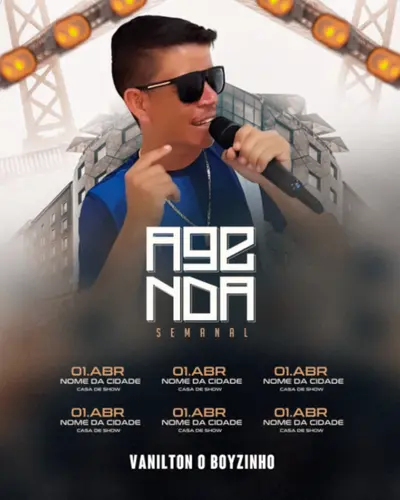 AGE
NDA
SEMANAL
01.ABR 01.ABR 01.ABR
NOME DA CIDADE NOME DA CIDADE NOME DA CIDADE
CASA DE SHOW CASA DE SHOW CASA DE SHOW
01.ABR 01.ABR 01.ABR
NOME DA CIDADE NOME DA CIDADE NOME DA CIDADE
CASA DE SHOW CASA DE SHOW CASA DE SHOW
VANILTON O BOYZINHO